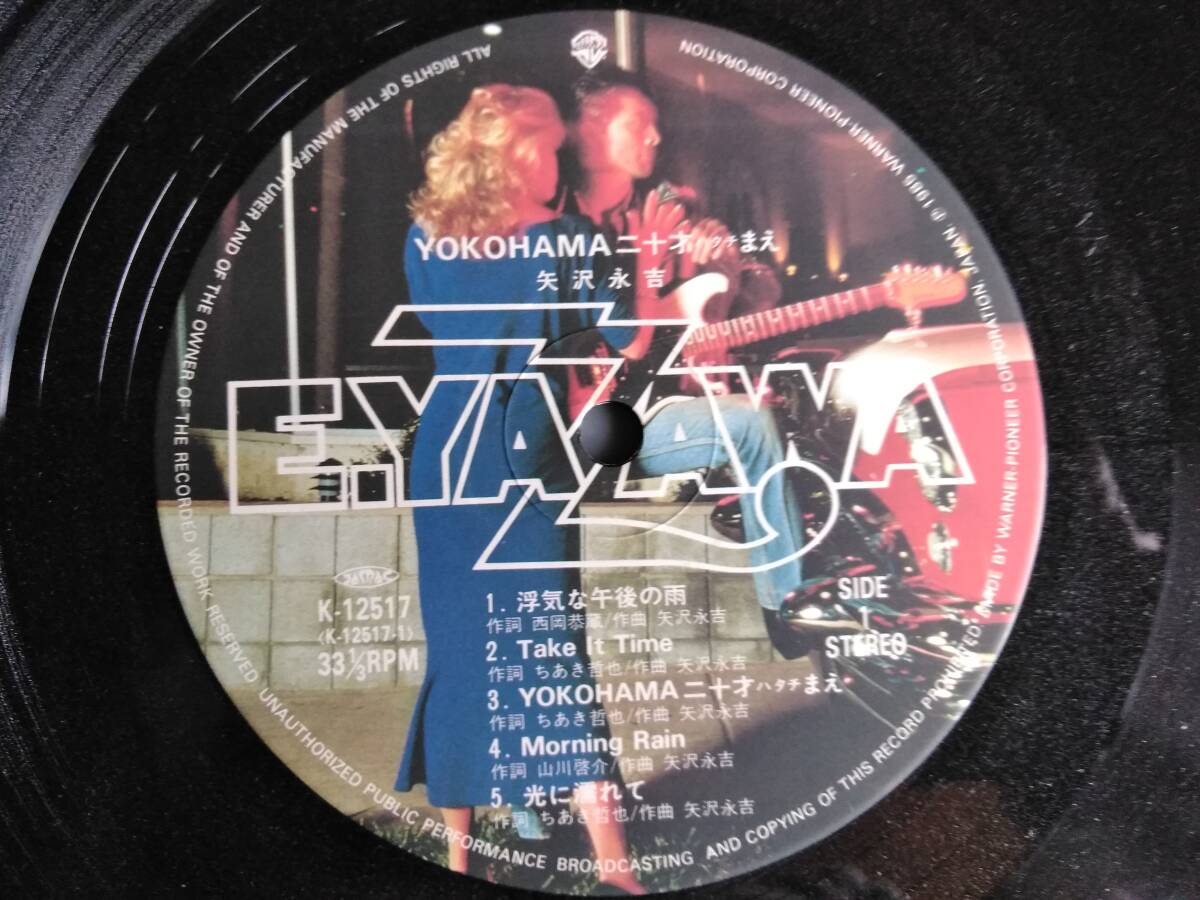 YOKOHAMA二十才ハタチまえ
矢沢永吉
E.YAZAWA
JASRAC
K-12517
〈K-12517-1〉
33⅓RPM
SIDE
1
STEREO
1. 浮気な午後の雨
作詞 西岡恭蔵/作曲 矢沢永吉
2. Take It Time
作詞 ちあき哲也/作曲 矢沢永吉
3. YOKOHAMA二十才ハタチまえ
作詞 ちあき哲也/作曲 矢沢永吉
4. Morning Rain
作詞 山川啓介/作曲 矢沢永吉
5. 光に濡れて
作詞 ちあき哲也/作曲 矢沢永吉
ALL RIGHTS OF THE MANUFACTURER AND OF THE OWNER OF THE RECORDED WORK RESERVED UNAUTHORIZED PUBLIC PERFORMANCE BROADCASTING AND COPYING OF THIS RECORD PROHIBITED. MADE BY WARNER-PIONEER CORPORATION, JAPAN. ℗ 1985 WARNER-PIONEER CORPORATION